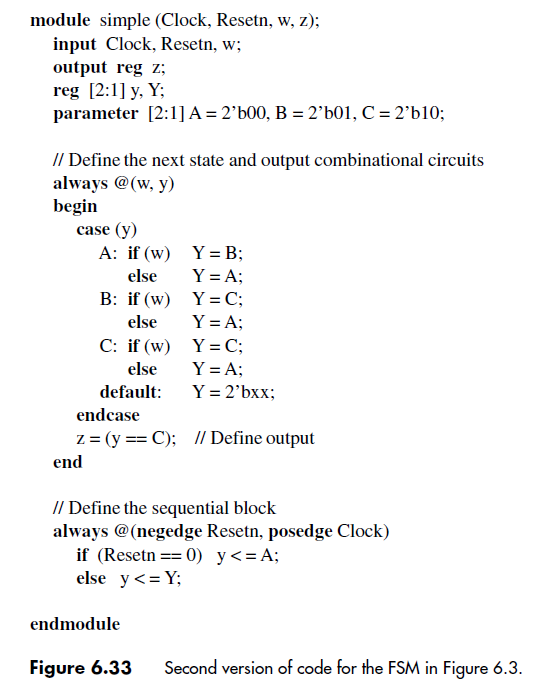 module simple (Clock, Resetn, w, z);
input Clock, Resetn, w;
output reg z;
reg [2:1] y, Y;
parameter [2:1] A = 2’b00, B = 2’b01, C = 2’b10;
// Define the next state and output combinational circuits
always @(w, y)
begin
case (y)
A: if (w) Y = B;
else Y = A;
B: if (w) Y = C;
else Y = A;
C: if (w) Y = C;
else Y = A;
default: Y = 2’bxx;
endcase
z = (y == C); // Define output
end
// Define the sequential block
always @(negedge Resetn, posedge Clock)
if (Resetn == 0) y <= A;
else y <= Y;
endmodule
Figure 6.33 Second version of code for the FSM in Figure 6.3.